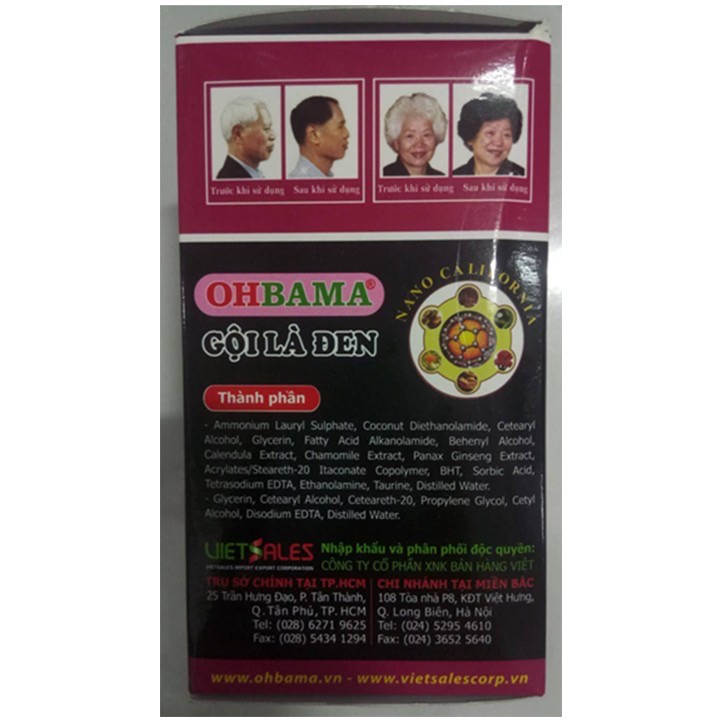 Trước khi sử dụng Sau khi sử dụng Trước khi sử dụng Sau khi sử dụng
NANO CALIFORNIA
OHBAMA®
GỘI LÀ ĐEN
Thành phần
- Ammonium Lauryl Sulphate, Coconut Diethanolamide, Cetearyl
Alcohol, Glycerin, Fatty Acid Alkanolamide, Behenyl Alcohol,
Calendula Extract, Chamomile Extract, Panax Ginseng Extract,
Acrylates/Steareth-20 Itaconate Copolymer, BHT, Sorbic Acid,
Tetrasodium EDTA, Ethanolamine, Taurine, Distilled Water.
- Glycerin, Cetearyl Alcohol, Ceteareth-20, Propylene Glycol, Cetyl
Alcohol, Disodium EDTA, Distilled Water.
VIETSALES
VIETSALES IMPORT EXPORT CORPORATION
Nhập khẩu và phân phối độc quyền:
CÔNG TY CỔ PHẦN XNK BÁN HÀNG VIỆT
TRỤ SỞ CHÍNH TẠI TP.HCM
25 Trần Hưng Đạo, P. Tân Thành,
Q. Tân Phú, TP. HCM
Tel: (028) 6271 9625
Fax: (028) 5434 1294
CHI NHÁNH TẠI MIỀN BẮC
108 Tòa nhà P8, KĐT Việt Hưng,
Q. Long Biên, Hà Nội
Tel: (024) 5295 4610
Fax: (024) 3652 5640
www.ohbama.vn - www.vietsalescorp.vn